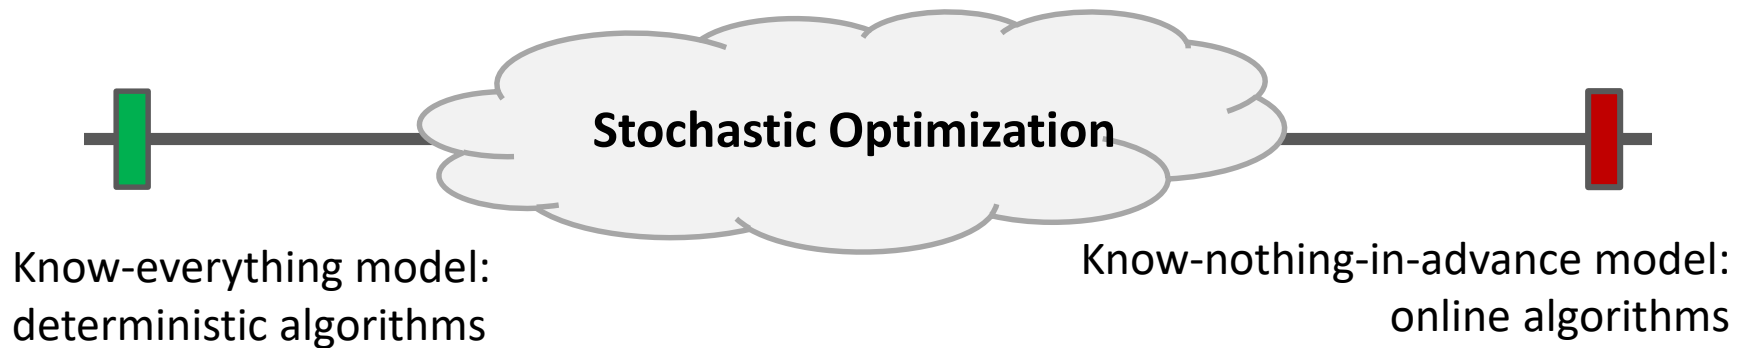 Stochastic Optimization
Know-everything model:
deterministic algorithms
Know-nothing-in-advance model:
online algorithms